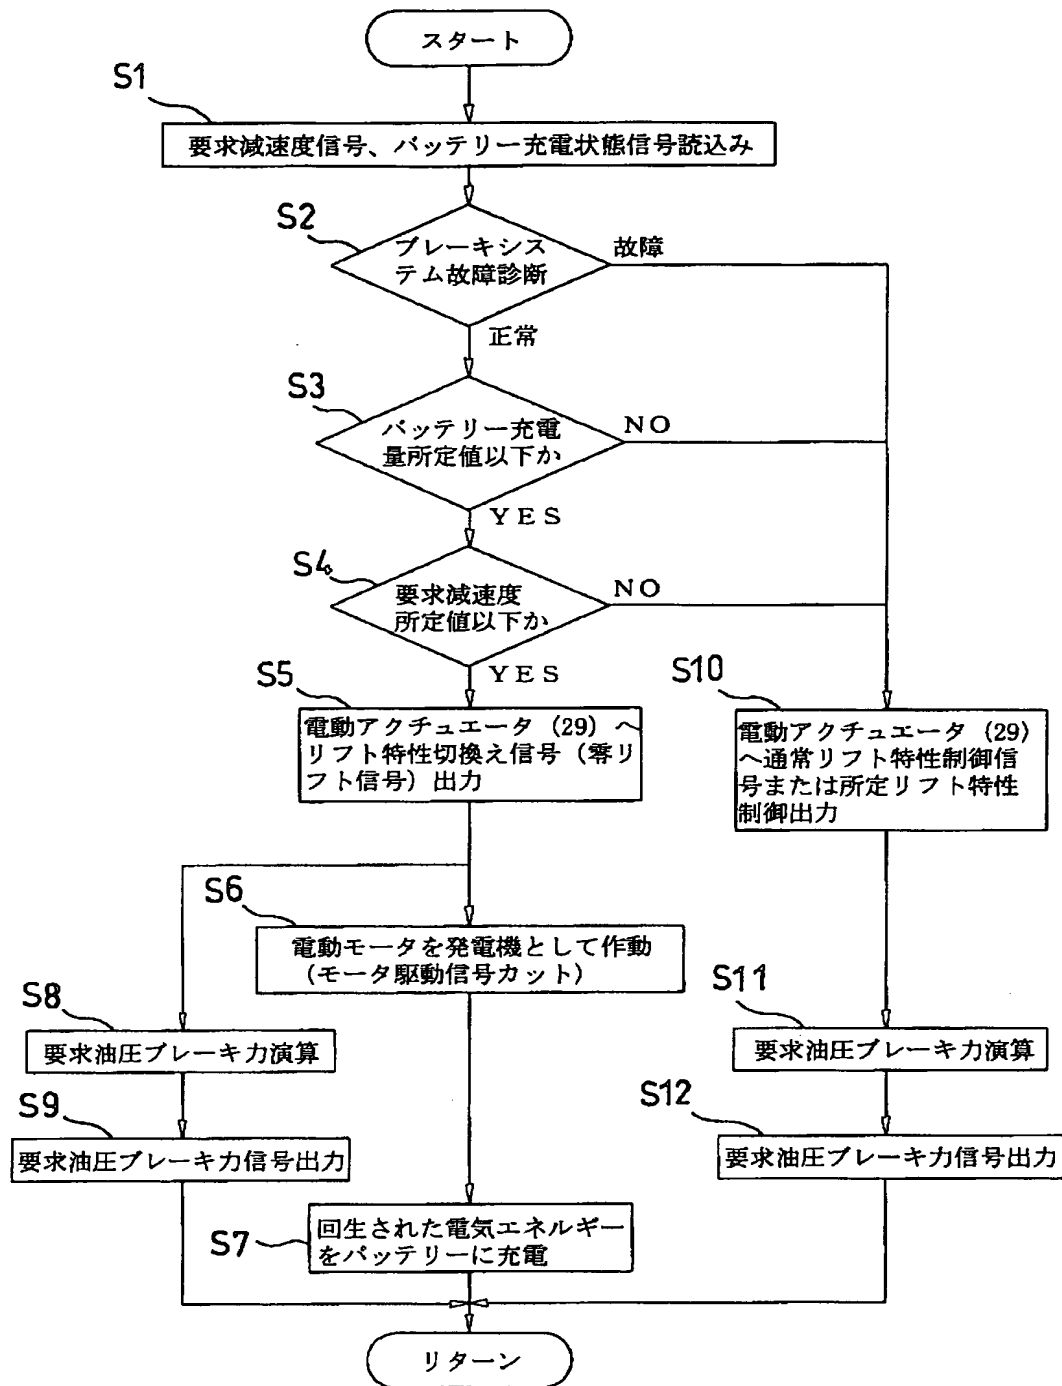 スタート
S1
要求減速度信号、バッテリー充電状態信号読込み
S2
ブレーキシス
テム故障診断
故障
正常
S3
バッテリー充電
量所定値以下か
NO
YES
S4
要求減速度
所定値以下か
NO
YES
S5
電動アクチュエータ (29) へ
リフト特性切換え信号（零リ
フト信号）出力
S10
電動アクチュエータ (29)
へ通常リフト特性制御信
号または所定リフト特性
制御出力
S6
電動モータを発電機として作動
（モータ駆動信号カット）
S8
要求油圧ブレーキ力演算
S11
要求油圧ブレーキ力演算
S9
要求油圧ブレーキ力信号出力
S12
要求油圧ブレーキ力信号出力
S7
回生された電気エネルギー
をバッテリーに充電
リターン